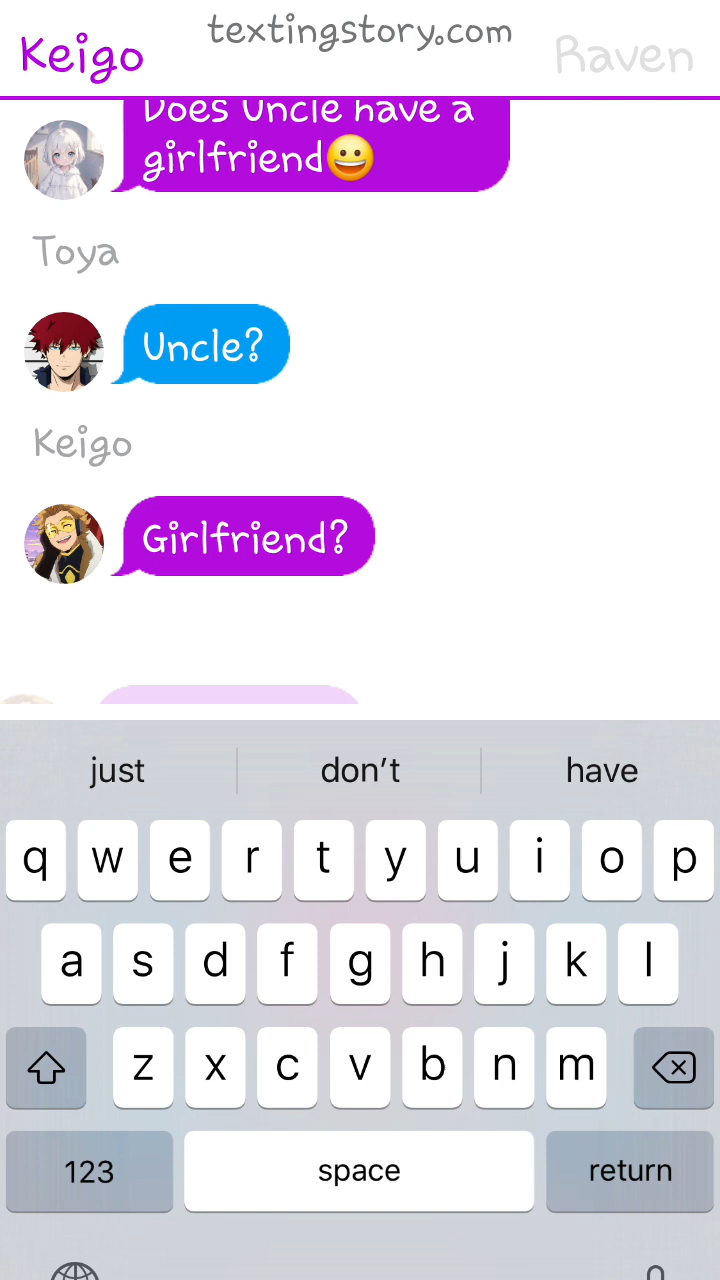 textingstory.com
Keigo
Raven
Does Uncle have a
girlfriend😀
Toya
Uncle?
Keigo
Girlfriend?
just
don't
have
q w e r t y u i o p
a s d f g h j k l
z x c v b n m
123
space
return